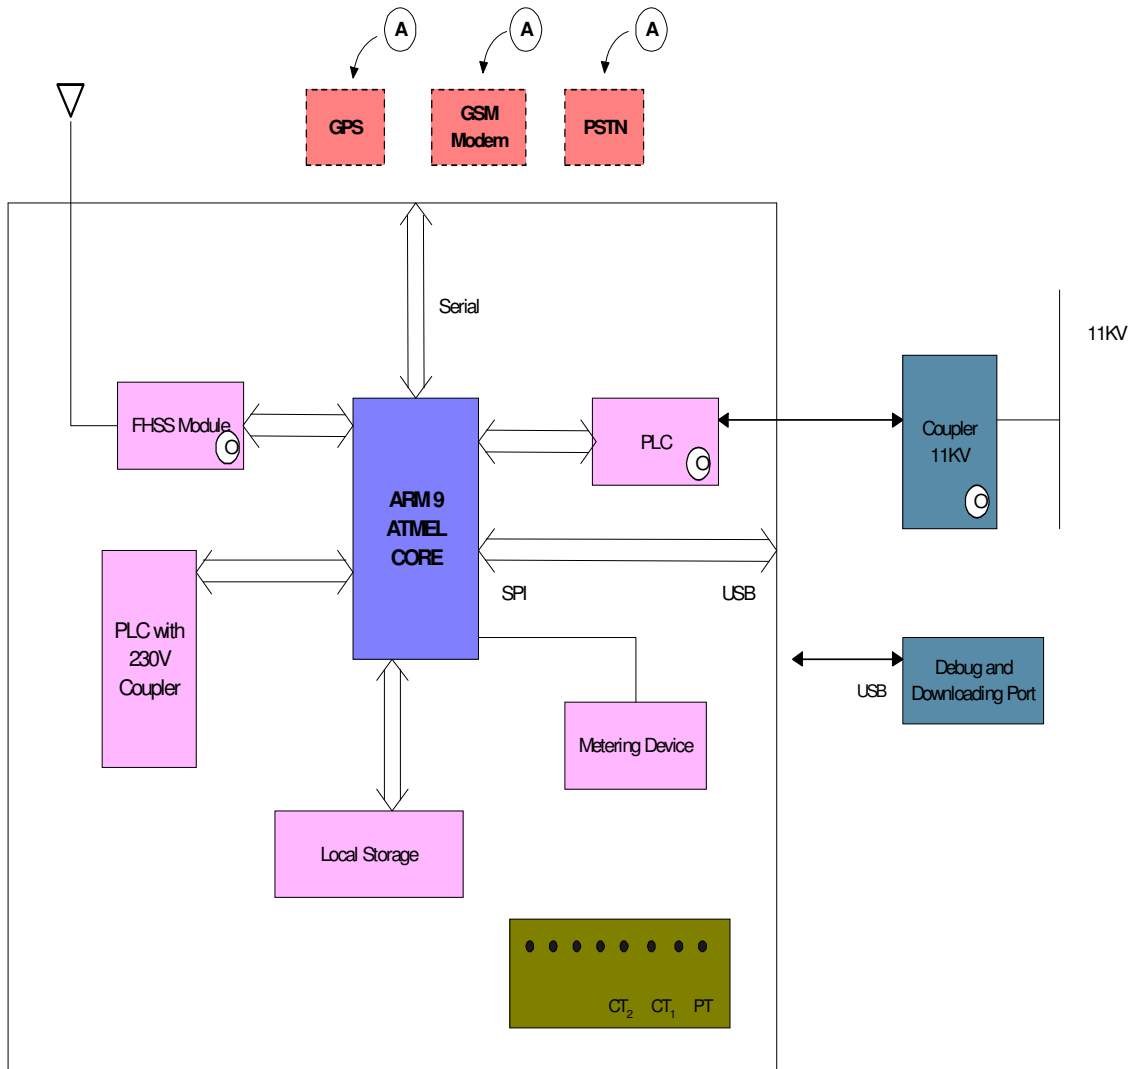 A
A
A
GPS
GSM
Modem
PSTN
Serial
11KV
FHSS Module
O
PLC
O
Coupler
11KV
O
ARM 9
ATMEL
CORE
SPI
USB
PLC with
230V
Coupler
USB
Debug and
Downloading Port
Metering Device
Local Storage
CT2 CT1 PT